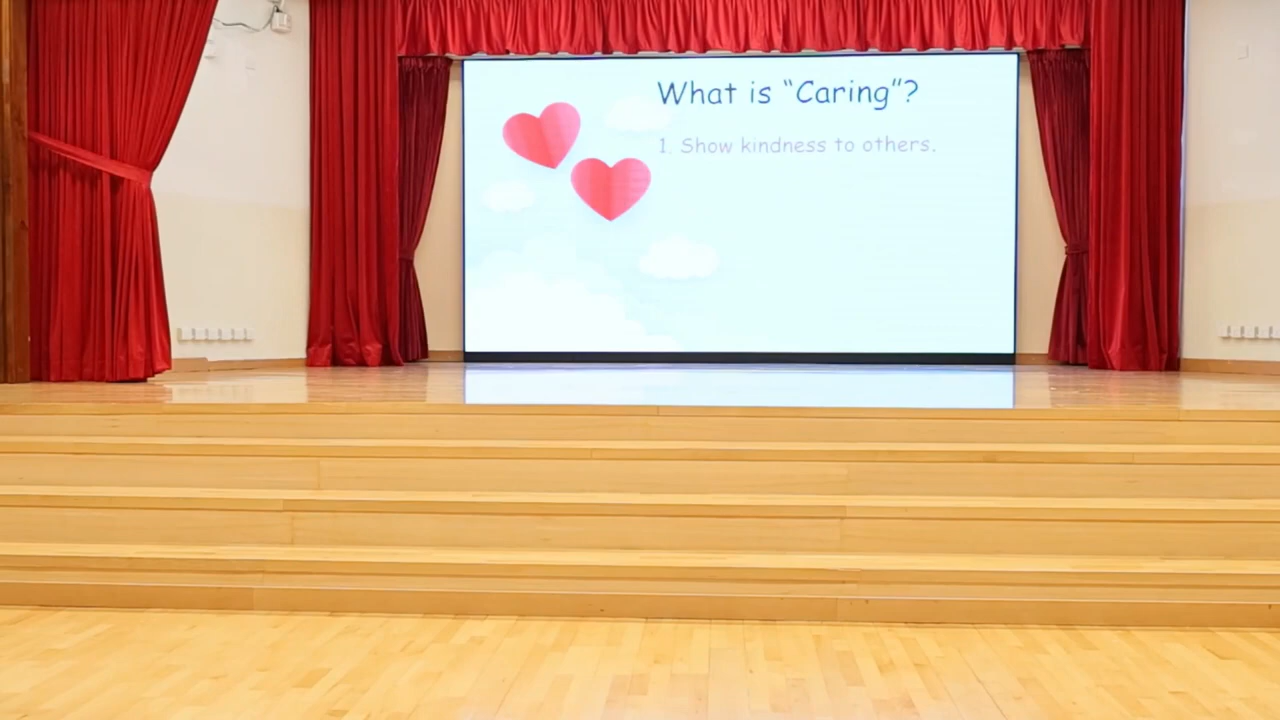 What is “Caring”?
1. Show kindness to others.